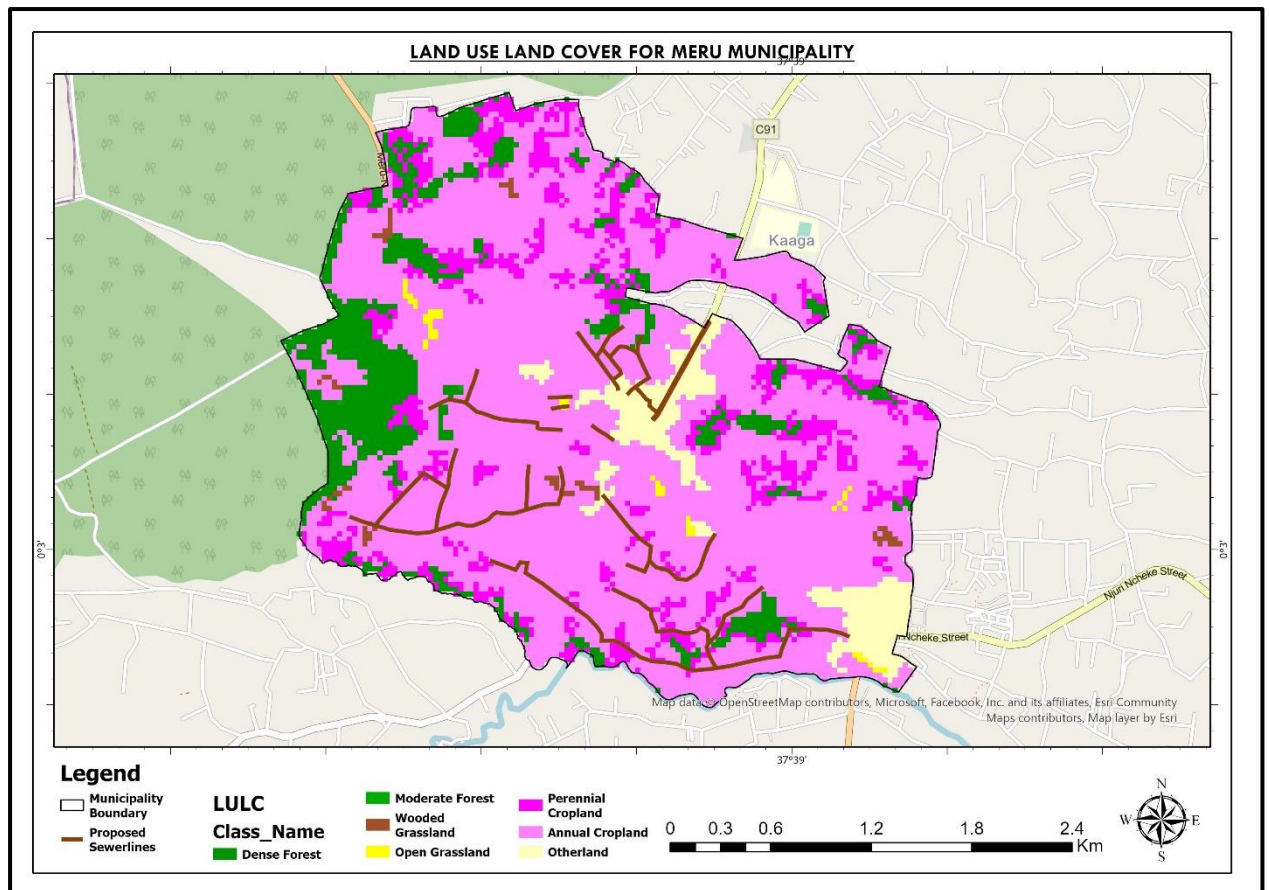 LAND USE LAND COVER FOR MERU MUNICIPALITY
37°39'
C91
Meru-N
Kaaga
0°3'
0°3'
Njuri Ncheke Street
Ncheke Street
Map data © OpenStreetMap contributors, Microsoft, Facebook, Inc. and its affiliates, Esri Community
Maps contributors, Map layer by Esri
37°39'
Legend
Municipality
Boundary
Proposed
Sewerlines
LULC
Class_Name
Dense Forest
Moderate Forest
Wooded
Grassland
Open Grassland
Perennial
Cropland
Annual Cropland
Otherland
0 0.3 0.6 1.2 1.8 2.4
Km
N
W E
S